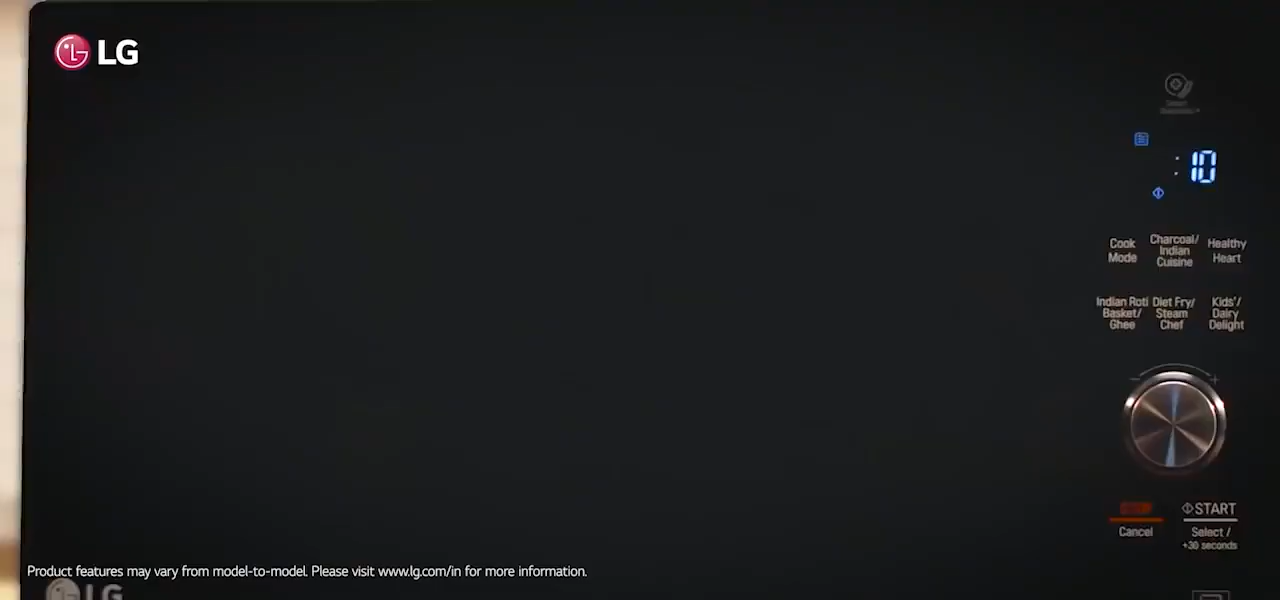 LG
:10
Cook
Mode
Charcoal/
Indian
Cuisine
Healthy
Heart
Indian Roti
Basket/
Ghee
Diet Fry/
Steam
Chef
Kids'/
Dairy
Delight
START
Cancel
Select /
+30 seconds
Product features may vary from model-to-model. Please visit www.lg.com/in for more information.
LG